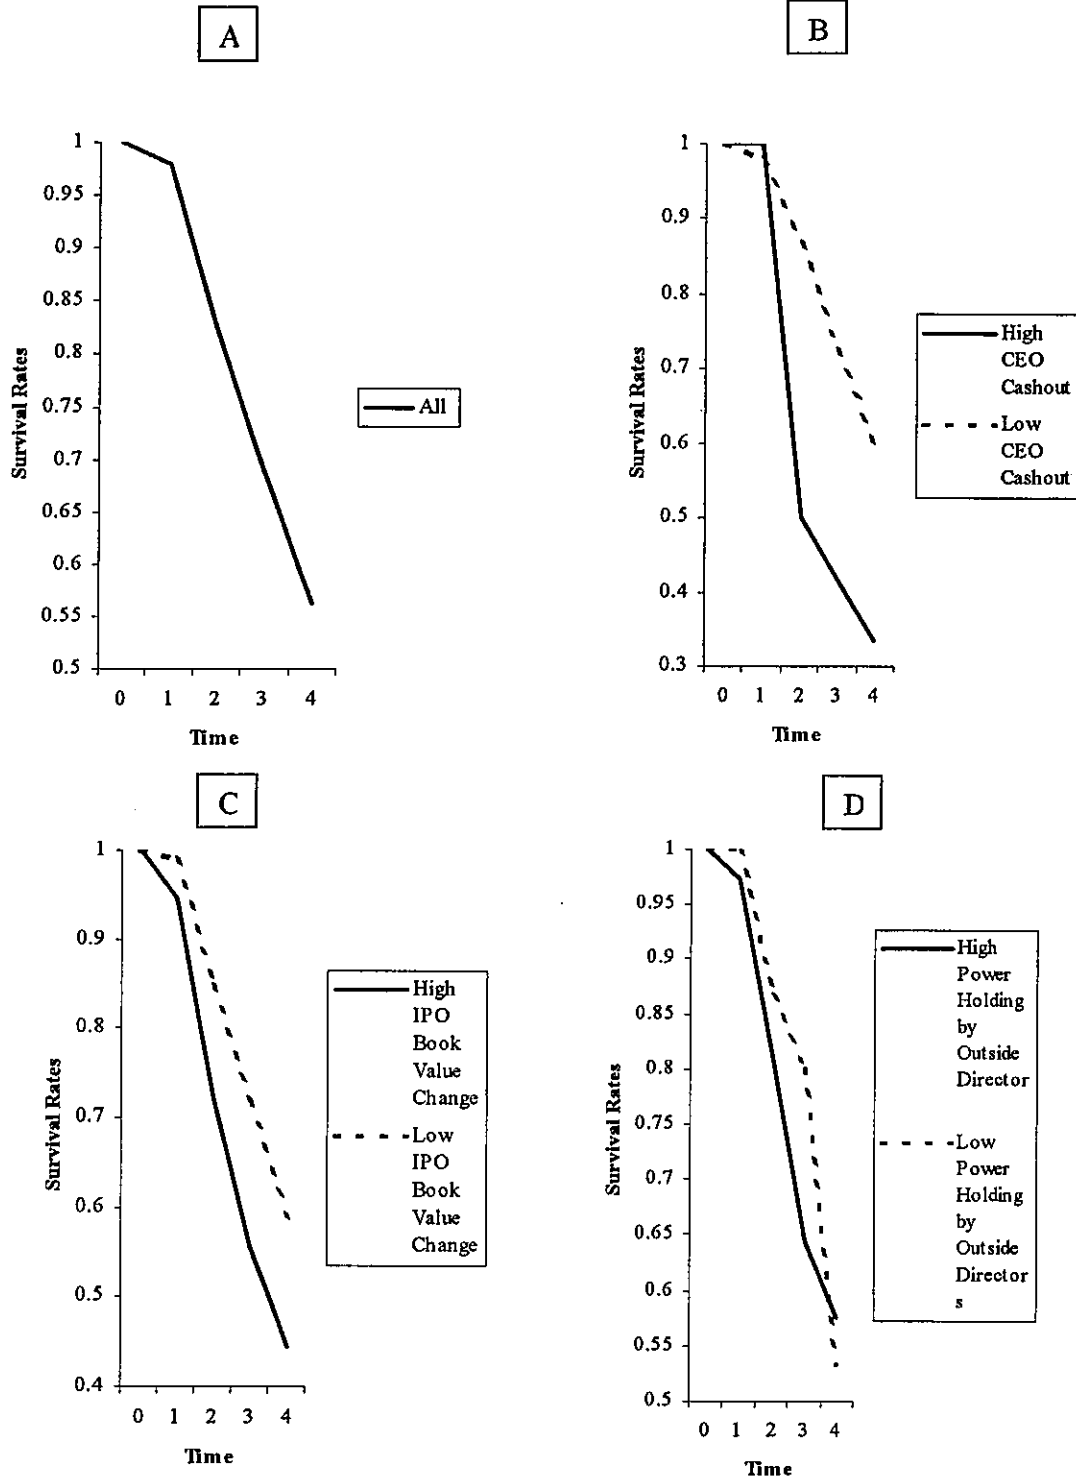 A
1
0.95
0.9
0.85
0.8
0.75
0.7
0.65
0.6
0.55
0.5
Survival Rates
0 1 2 3 4
Time
All
B
1
0.9
0.8
0.7
0.6
0.5
0.4
0.3
Survival Rates
0 1 2 3 4
Time
High
CEO
Cashout
Low
CEO
Cashout
C
1
0.9
0.8
0.7
0.6
0.5
0.4
Survival Rates
0 1 2 3 4
Time
High
IPO
Book
Value
Change
Low
IPO
Book
Value
Change
D
1
0.95
0.9
0.85
0.8
0.75
0.7
0.65
0.6
0.55
0.5
Survival Rates
0 1 2 3 4
Time
High
Power
Holding
by
Outside
Director
Low
Power
Holding
by
Outside
Director
s